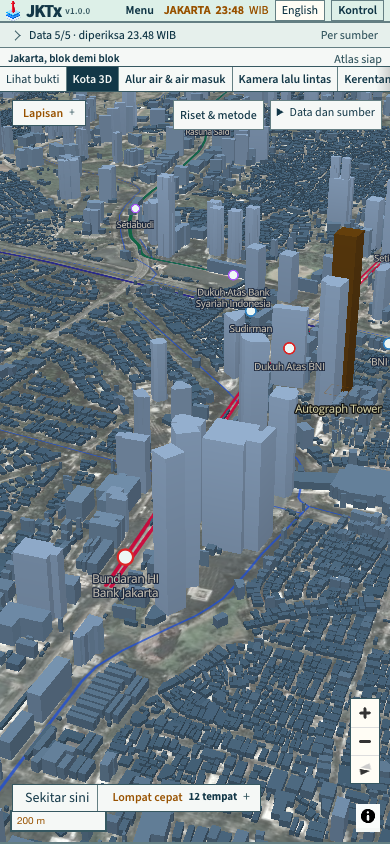 JKTx v1.0.0
Menu
JAKARTA 23:48 WIB
English
Kontrol
Data 5/5 · diperiksa 23.48 WIB
Per sumber
Jakarta, blok demi blok
Atlas siap
Lihat bukti
Kota 3D
Alur air & air masuk
Kamera lalu lintas
Kerentan
Lapisan +
Riset & metode
Data dan sumber
Rasuna Said
Setiabudi
Seti
Dukuh Atas Bank
Syariah Indonesia
Sudirman
Dukuh Atas BNI
BNI
Autograph Tower
Bundaran HI
Bank Jakarta
+
−
Sekitar sini
Lompat cepat 12 tempat +
200 m